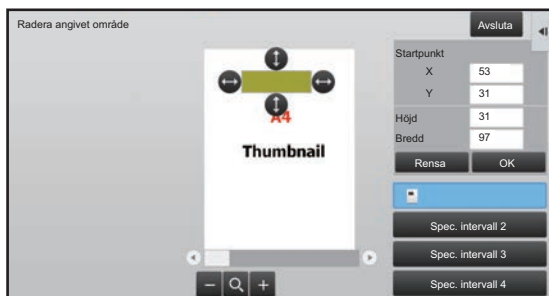 Radera angivet område
Avsluta
Startpunkt
X 53
Y 31
Höjd 31
Bredd 97
Rensa OK
A4
Thumbnail
Spec. intervall 2
Spec. intervall 3
Spec. intervall 4